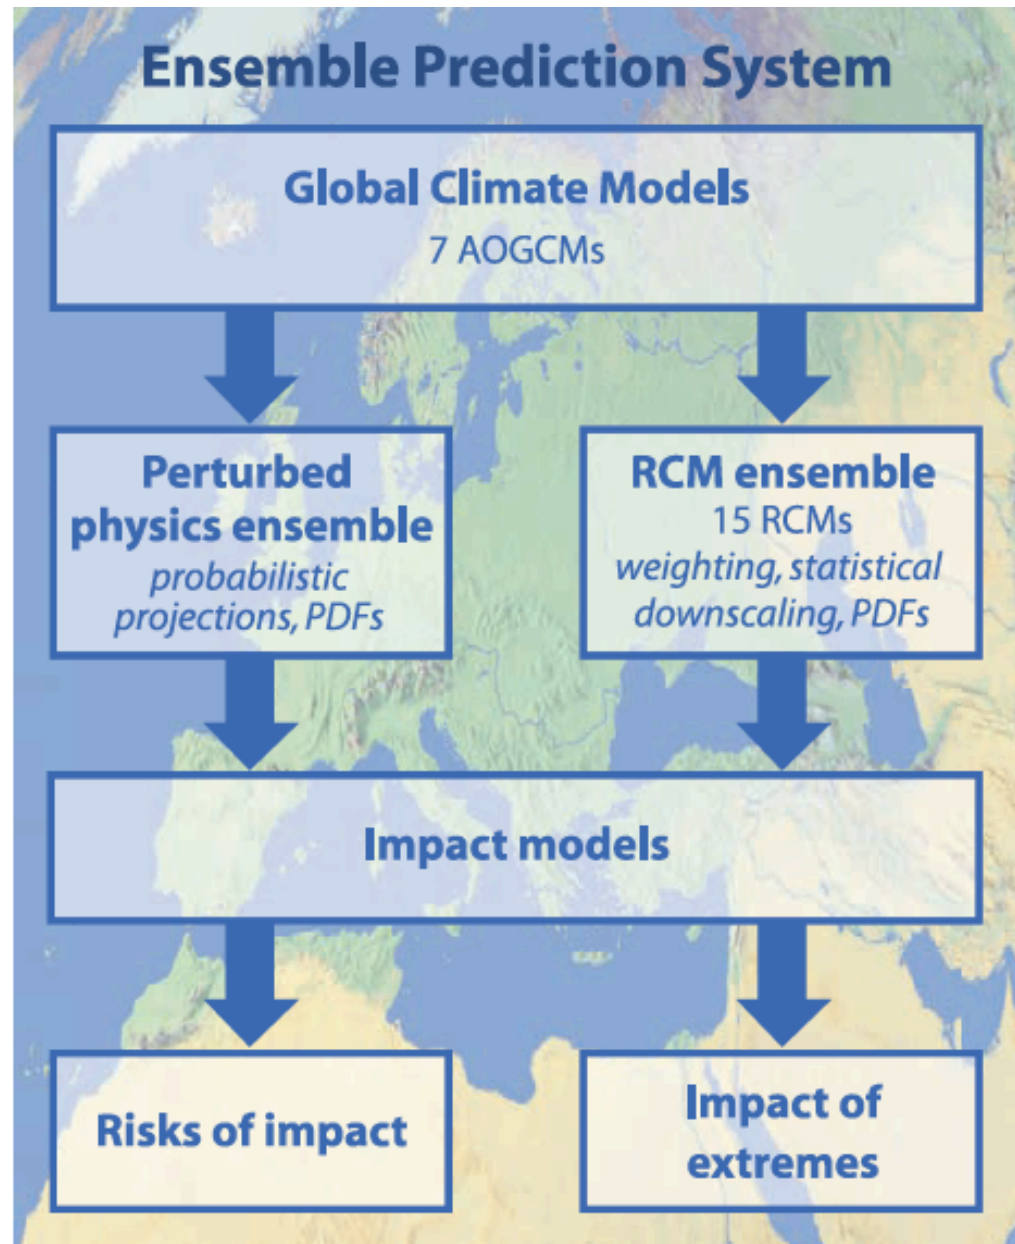 Ensemble Prediction System
Global Climate Models
7 AOGCMs
Perturbed
physics ensemble
probabilistic
projections, PDFs
RCM ensemble
15 RCMs
weighting, statistical
downscaling, PDFs
Impact models
Risks of impact
Impact of
extremes